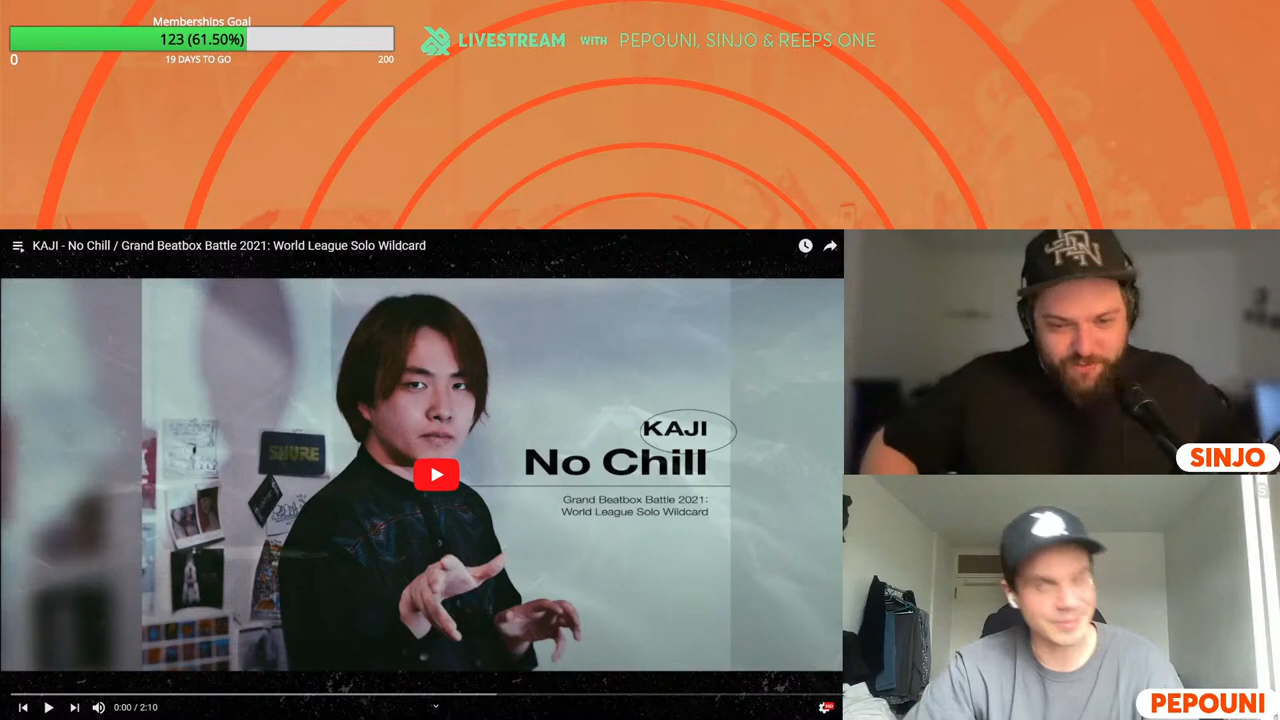 Memberships Goal
123 (61.50%)
0
19 DAYS TO GO
200
LIVESTREAM WITH PEPOUNI, SINJO & REEPS ONE
KAJI - No Chill / Grand Beatbox Battle 2021: World League Solo Wildcard
SHURE
KAJI
No Chill
Grand Beatbox Battle 2021:
World League Solo Wildcard
SINJO
PEPOUNI
0:00 / 2:10
HD